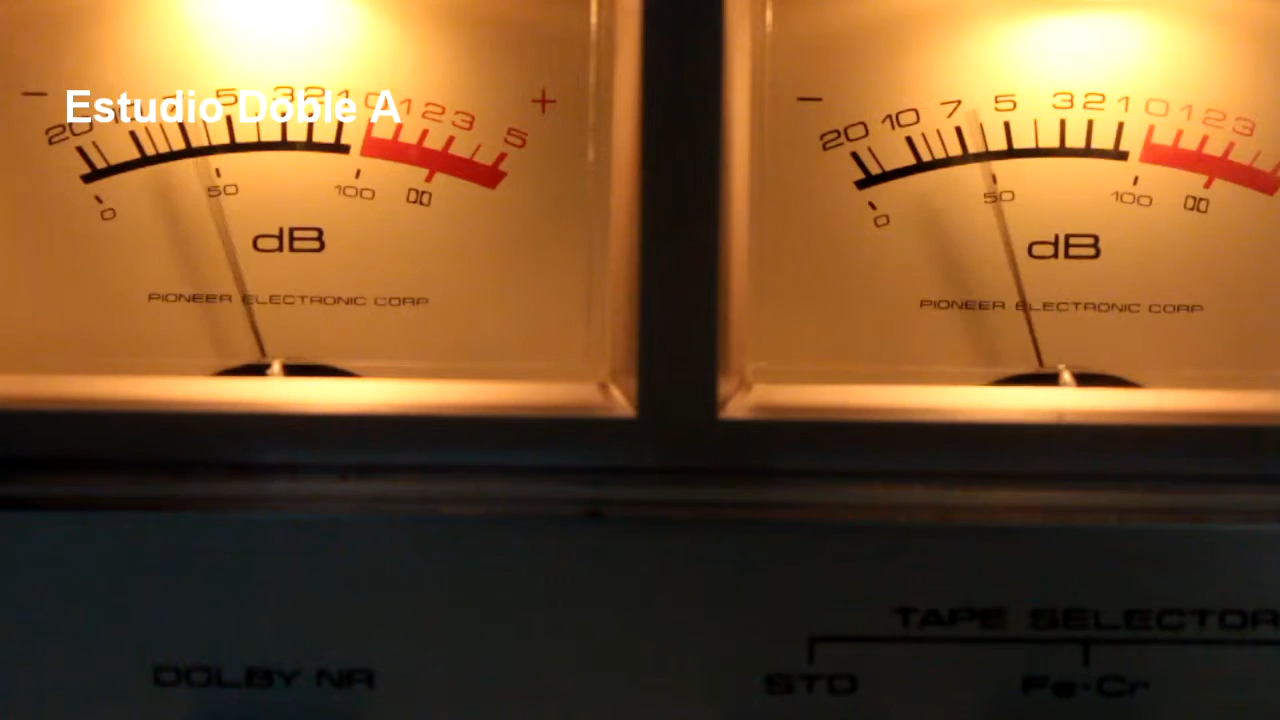 Estudio Doble A
− 20 10 7 5 3 2 1 0 1 2 3 5 +
0 50 100
dB
PIONEER ELECTRONIC CORP
− 20 10 7 5 3 2 1 0 1 2 3
0 50 100
dB
PIONEER ELECTRONIC CORP
TAPE SELECTOR
DOLBY NR
STD Fe-Cr